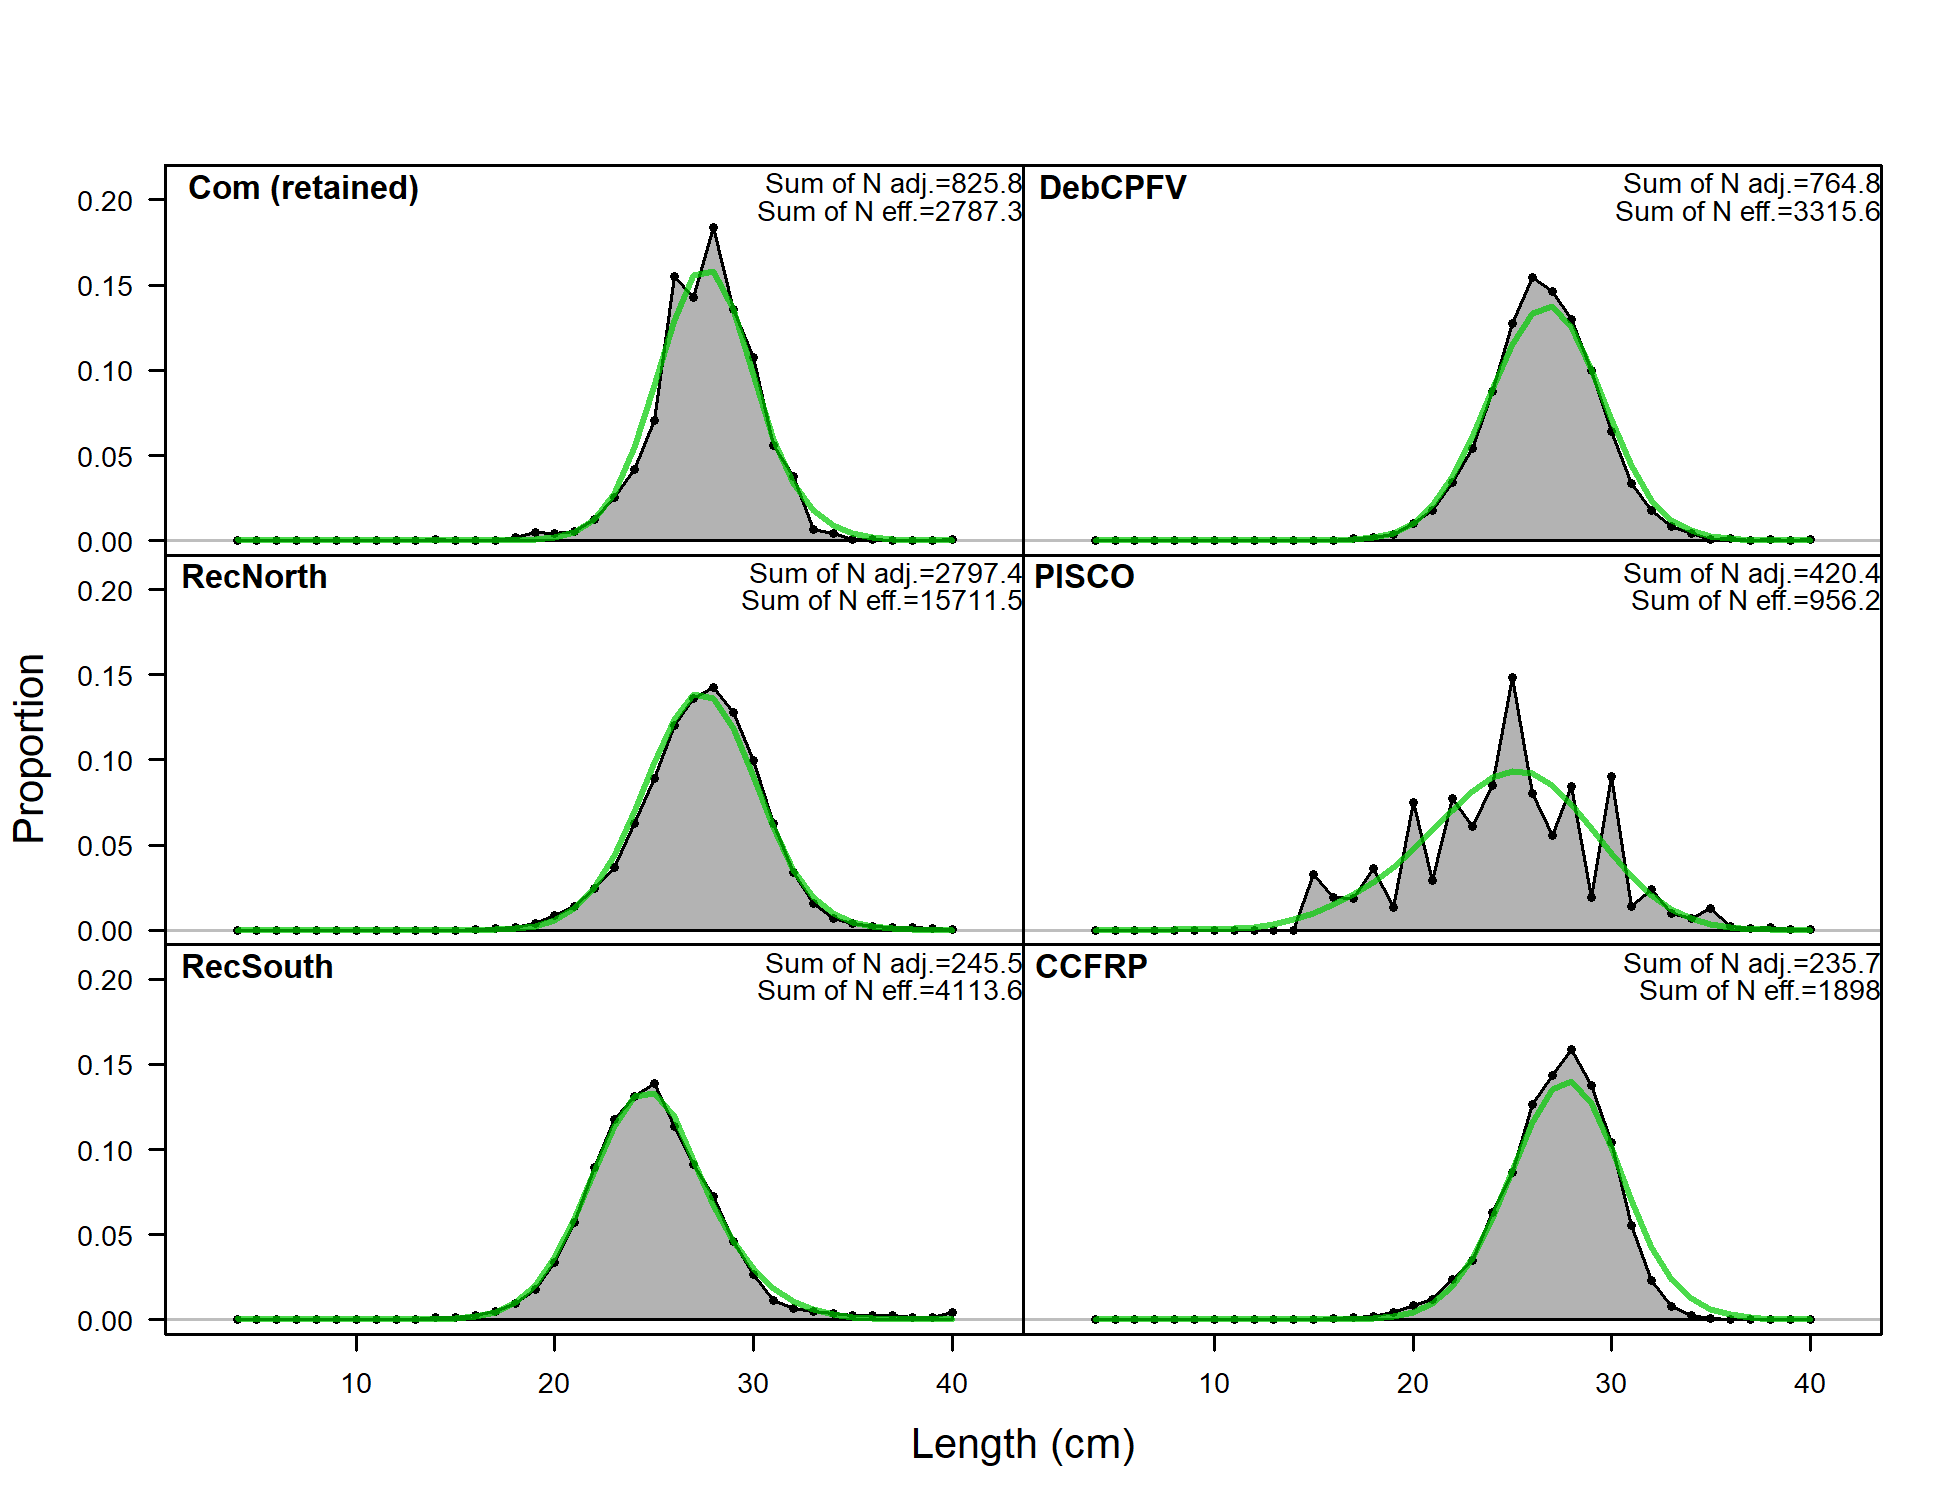 Com (retained)
Sum of N adj.=825.8
Sum of N eff.=2787.3
DebCPFV
Sum of N adj.=764.8
Sum of N eff.=3315.6
0.20
0.15
0.10
0.05
0.00
RecNorth
Sum of N adj.=2797.4
Sum of N eff.=15711.5
PISCO
Sum of N adj.=420.4
Sum of N eff.=956.2
0.20
0.15
0.10
0.05
0.00
RecSouth
Sum of N adj.=245.5
Sum of N eff.=4113.6
CCFRP
Sum of N adj.=235.7
Sum of N eff.=1898
0.20
0.15
0.10
0.05
0.00
Proportion
10 20 30 40
10 20 30 40
Length (cm)